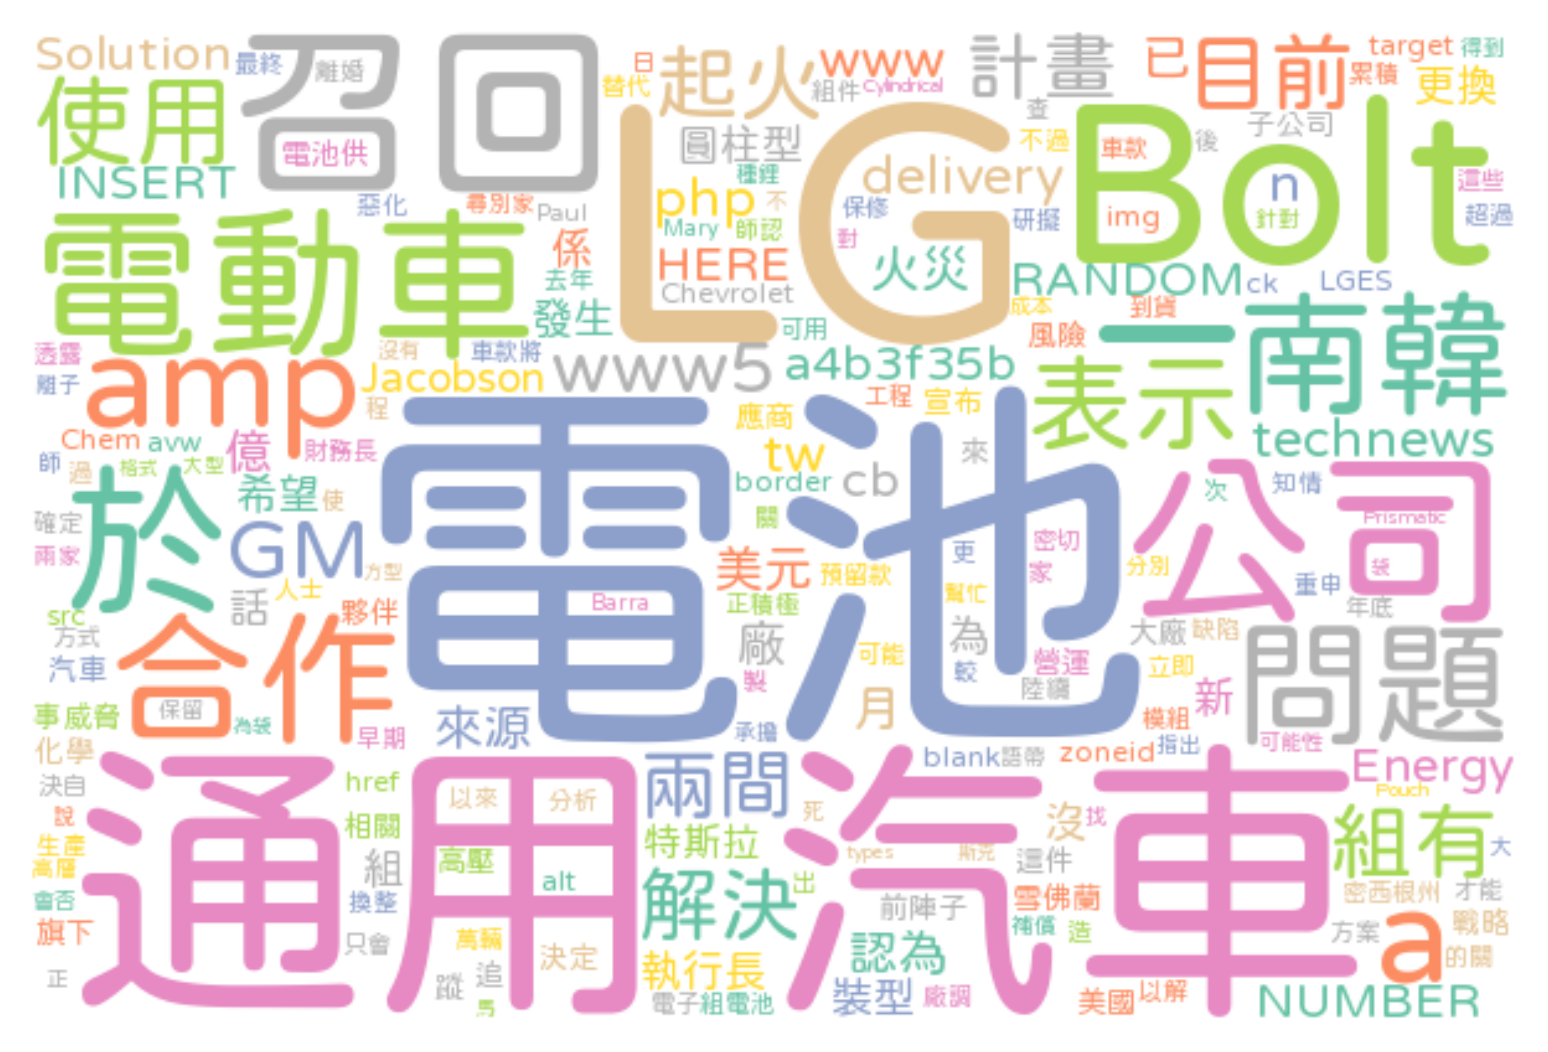 Solution
最終
召回
離婚
日
替代
起火
www
組件
Cylindrical
計畫
已
目前
target
得到
累積
更換
使用
電池供
圓柱型
LG
查
子公司
Bolt
INSERT
惡化
尋別家
Paul
種鋰
php
不
delivery
不過
車款
後
n
這些
電動車
係
Mary
師認
保修
對
研擬
img
針對
超過
去年
HERE
Chevrolet
火災
RANDOM
ck
LGES
發生
可用
成本
到貨
風險
一
南韓
透露
離子
amp
沒有
車款將
www5
a4b3f35b
表示
Jacobson
程
應商
工程
宣布
technews
Chem
avw
億
財務長
師
過
格式
大型
tw
來
於
希望
使
電池
border
cb
次
知情
公司
確定
GM
關
更
密切
Prismatic
兩家
方型
美元
預留款
家
分別
袋
人士
Barra
正積極
幫忙
重申
年底
src
話
夥伴
方式
合作
廠
為
大廠
缺陷
問題
汽車
可能
較
營運
立即
製
陸續
保留
新
事威脅
為袋
早期
來源
承擔
月
模組
化學
兩間
blank
語帶
zoneid
指出
可能性
Energy
決自
通用汽車
href
以來
分析
死
Pouch
說
相關
特斯拉
沒
找
組有
生產
高層
組
高壓
types
斯克
這件
大
alt
解決
出
會否
換整
前陣子
雪佛蘭
密西根州
才能
旗下
只會
萬輛
決定
認為
補償
造
方案
a
戰略
的關
正
蹤
追
執行長
馬
電子
組電池
裝型
廠調
美國
以解
NUMBER